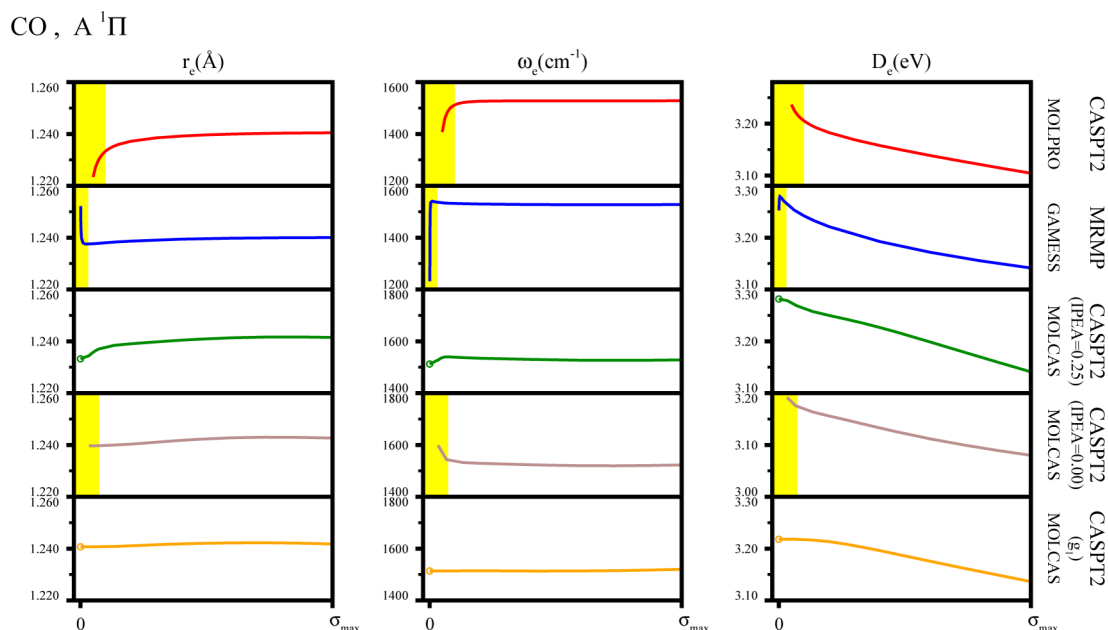 CO , A ¹Π
rₑ(Å)
ωₑ(cm⁻¹)
Dₑ(eV)
1.260
1.240
1.220
1600
1400
1200
3.20
3.10
CASPT2
MOLPRO
1.260
1.240
1.220
1600
1400
1200
3.30
3.20
3.10
MRMP
GAMESS
1.260
1.240
1.220
1800
1600
1400
3.30
3.20
3.10
CASPT2
(IPEA=0.25)
MOLCAS
1.260
1.240
1.220
1800
1600
1400
3.20
3.10
3.00
CASPT2
(IPEA=0.00)
MOLCAS
1.260
1.240
1.220
1800
1600
1400
3.30
3.20
3.10
CASPT2
(g₁)
MOLCAS
0 σmax
0 σmax
0 σmax